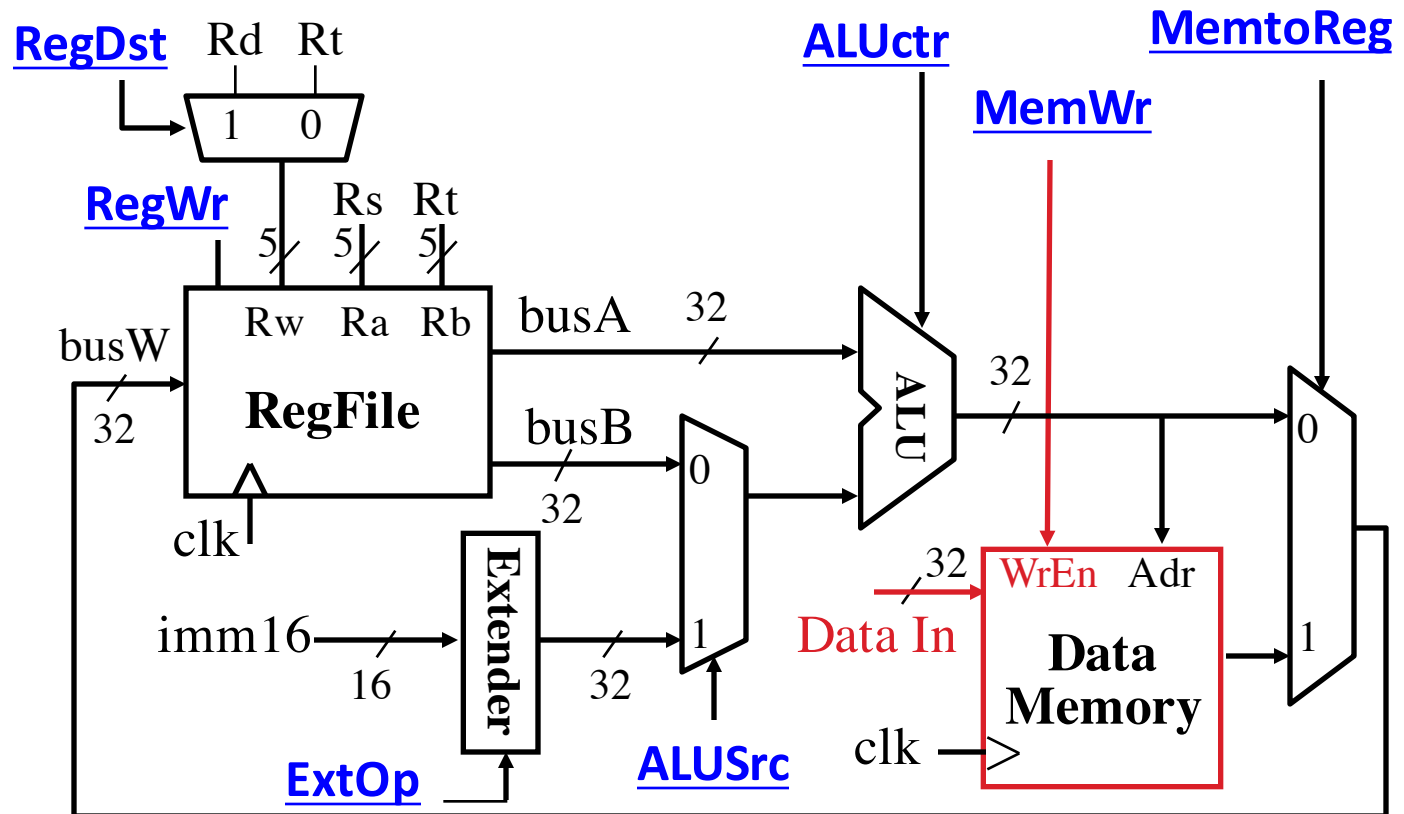 RegDst
Rd Rt
ALUctr
MemtoReg
MemWr
1 0
RegWr
Rs Rt
5 5 5
busW
32
Rw Ra Rb
RegFile
clk
busA
32
busB
32
0
1
ALU
32
0
1
imm16
16
Extender
32
ExtOp
ALUSrc
32
Data In
WrEn Adr
Data
Memory
clk